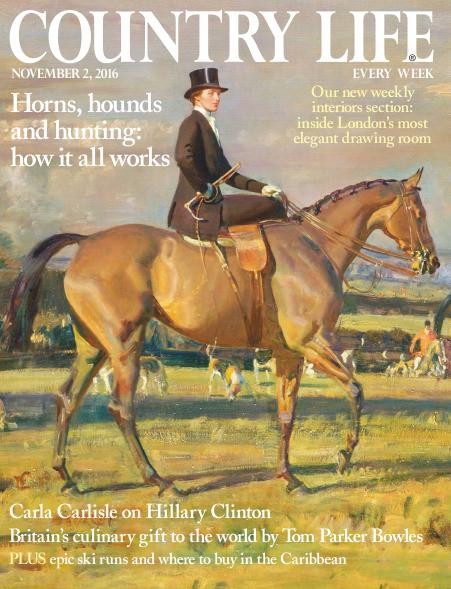 COUNTRY LIFE®
NOVEMBER 2, 2016
EVERY WEEK
Horns, hounds
and hunting:
how it all works
Our new weekly
interiors section:
inside London's most
elegant drawing room
Carla Carlisle on Hillary Clinton
Britain's culinary gift to the world by Tom Parker Bowles
PLUS epic ski runs and where to buy in the Caribbean